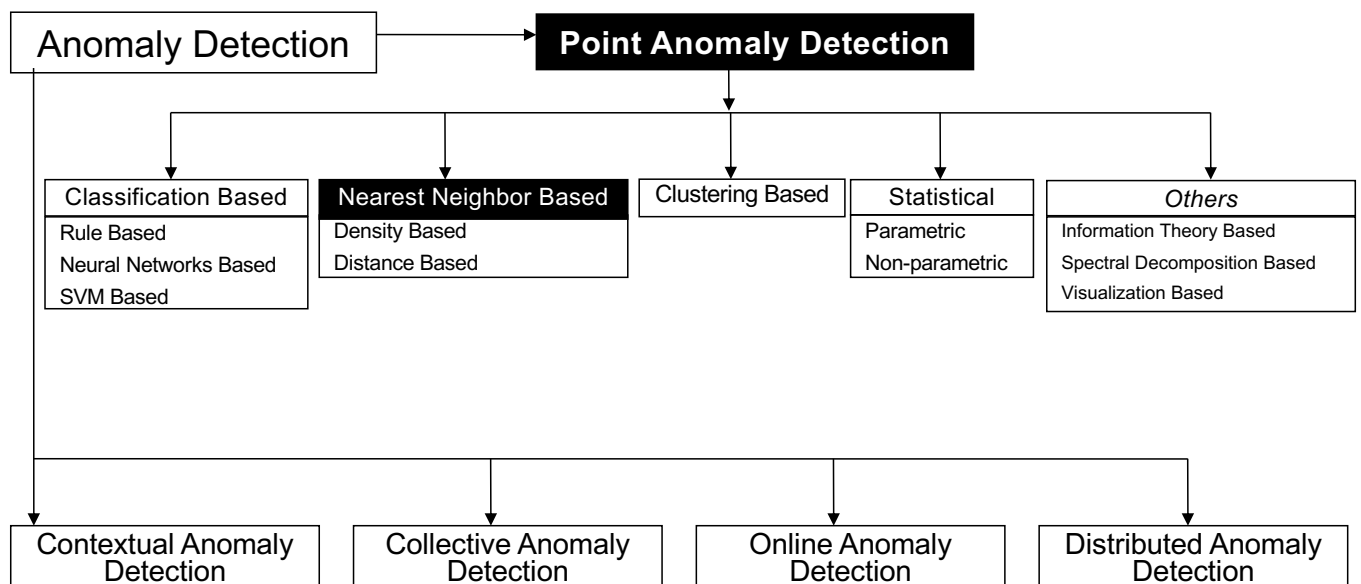 Anomaly Detection
Point Anomaly Detection
Classification Based
Rule Based
Neural Networks Based
SVM Based
Nearest Neighbor Based
Density Based
Distance Based
Clustering Based
Statistical
Parametric
Non-parametric
Others
Information Theory Based
Spectral Decomposition Based
Visualization Based
Contextual Anomaly
Detection
Collective Anomaly
Detection
Online Anomaly
Detection
Distributed Anomaly
Detection